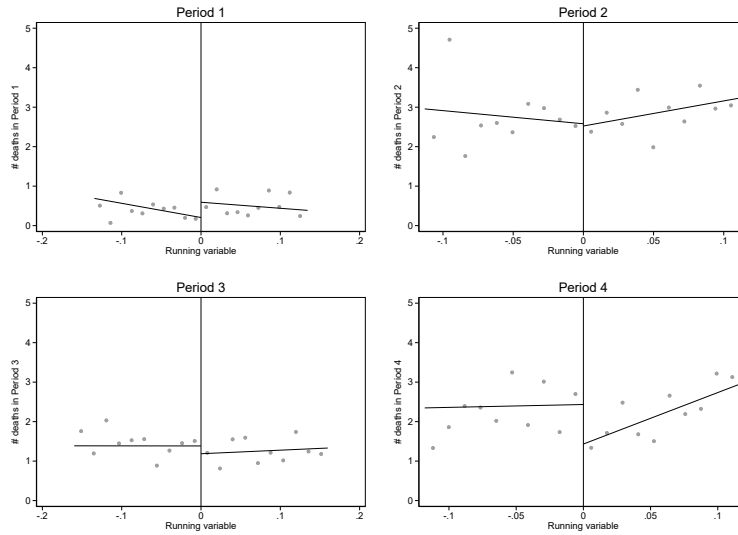 Period 1
# deaths in Period 1
5
4
3
2
1
0
-.2 -.1 0 .1 .2
Running variable
Period 2
# deaths in Period 2
5
4
3
2
1
0
-.1 -.05 0 .05 .1
Running variable
Period 3
# deaths in Period 3
5
4
3
2
1
0
-.2 -.1 0 .1 .2
Running variable
Period 4
# deaths in Period 4
5
4
3
2
1
0
-.1 -.05 0 .05 .1
Running variable